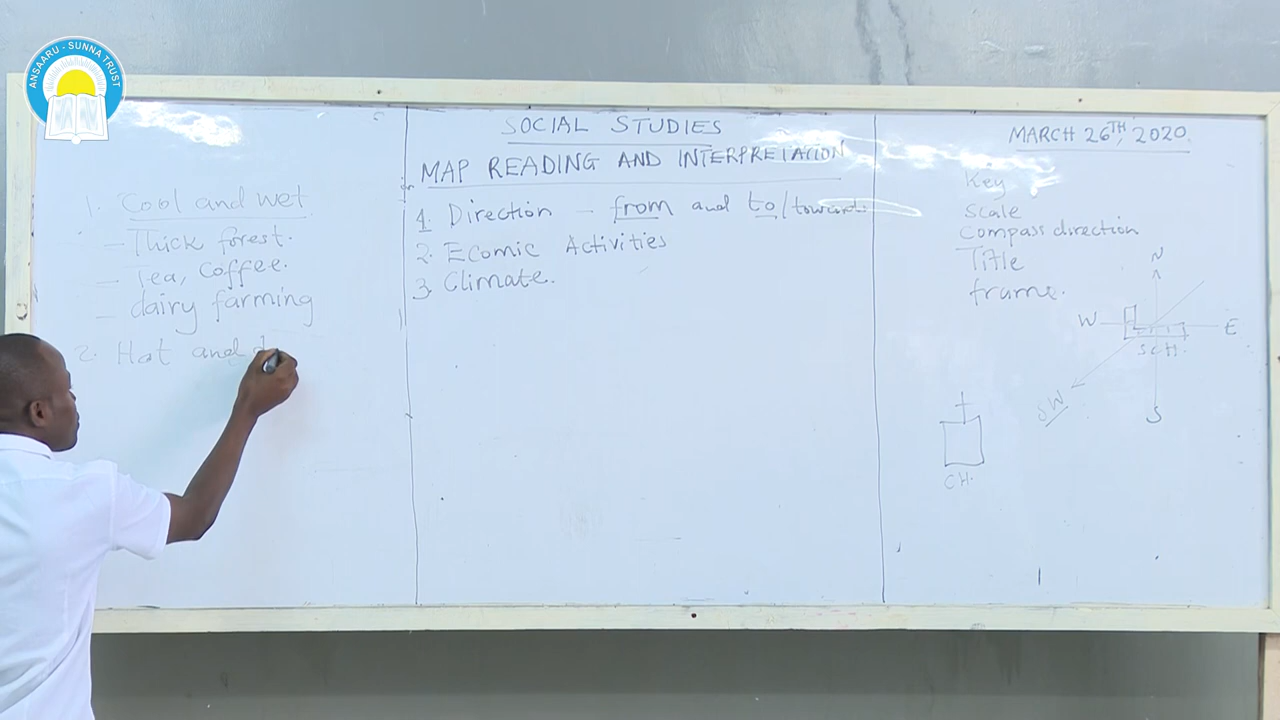 ANSAARU - SUNNA TRUST
SOCIAL STUDIES
MAP READING AND INTERPRETATION
MARCH 26TH, 2020.
1. Cool and wet
- Thick forest.
- Tea, Coffee.
- dairy farming
2. Hot and d
1. Direction - from and to/towards
2. Ecomic Activities
3. Climate.
Key
Scale
Compass direction
Title
frame.
N
W E
SCH.
SW
S
CH.